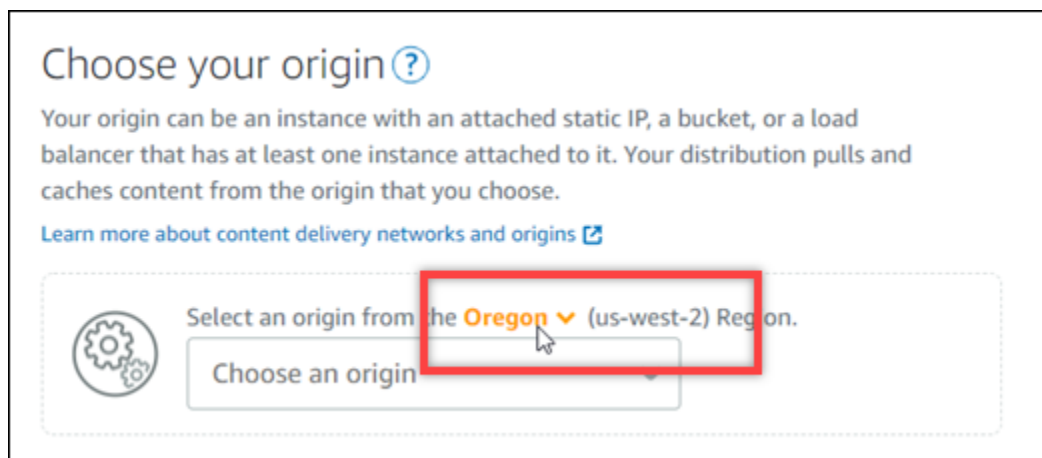 Choose your origin ?
Your origin can be an instance with an attached static IP, a bucket, or a load
balancer that has at least one instance attached to it. Your distribution pulls and
caches content from the origin that you choose.
Learn more about content delivery networks and origins
Select an origin from the Oregon (us-west-2) Region.
Choose an origin